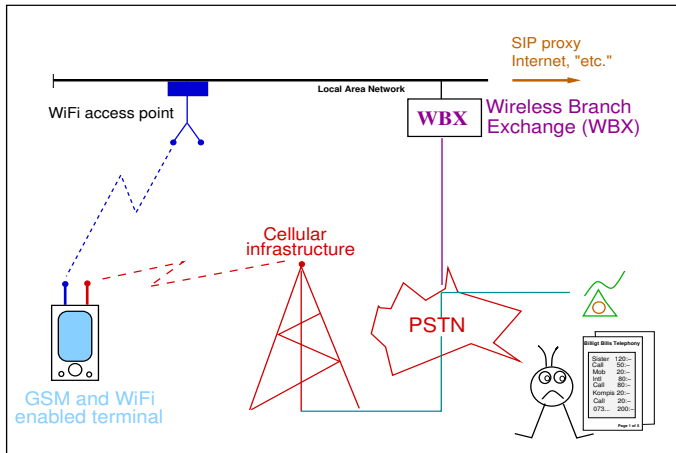 SIP proxy
Internet, "etc."
Local Area Network
WiFi access point
WBX
Wireless Branch
Exchange (WBX)
Cellular
infrastructure
PSTN
GSM and WiFi
enabled terminal
Billigt Bills Telephony
Sister 120:–
Call 50:–
Mob 20:–
Intl 80:–
Call 80:–
Kompis 20:–
Call 20:–
073... 200:–
Page 1 of 5